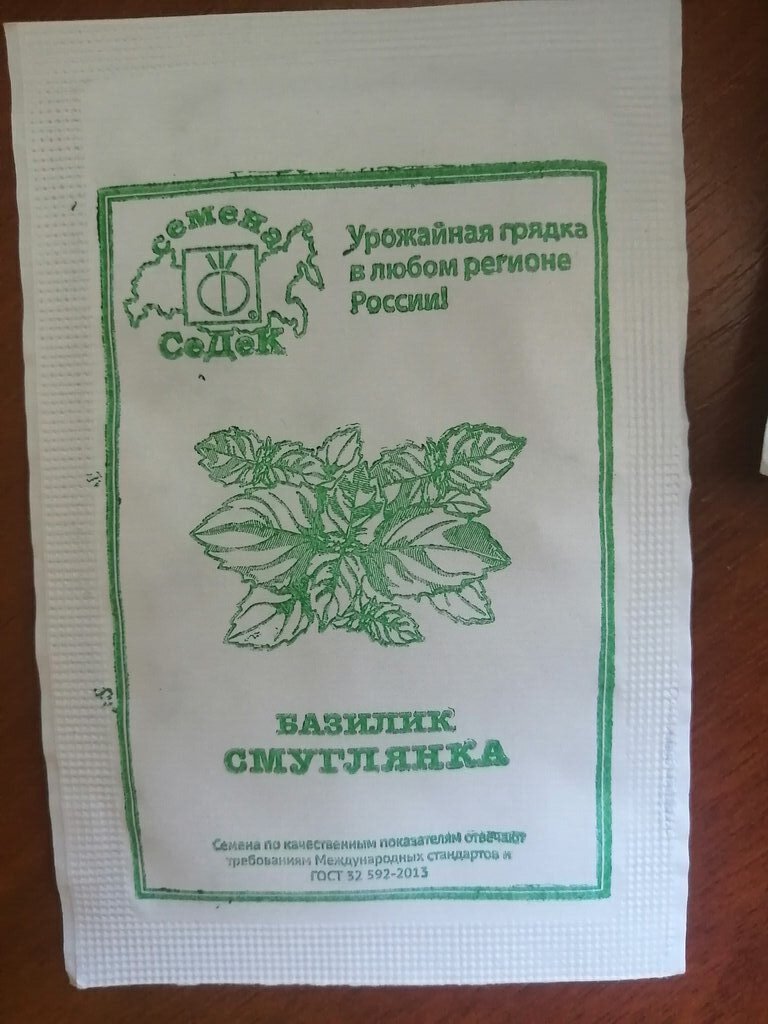 семена
СеДеК
Урожайная грядка
в любом регионе
России!
БАЗИЛИК
СМУГЛЯНКА
Семена по качественным показателям отвечают
требованиям Международных стандартов и
ГОСТ 32 592-2013